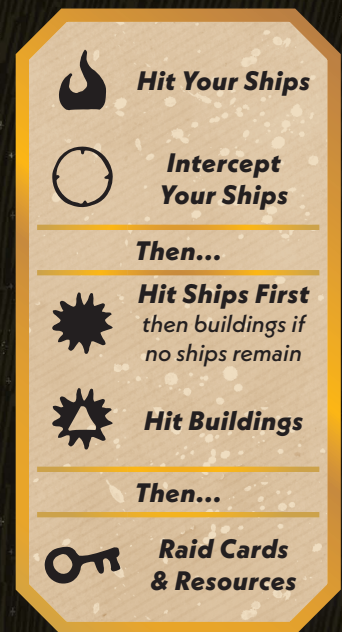 Hit Your Ships
Intercept
Your Ships
Then...
Hit Ships First
then buildings if
no ships remain
Hit Buildings
Then...
Raid Cards
& Resources